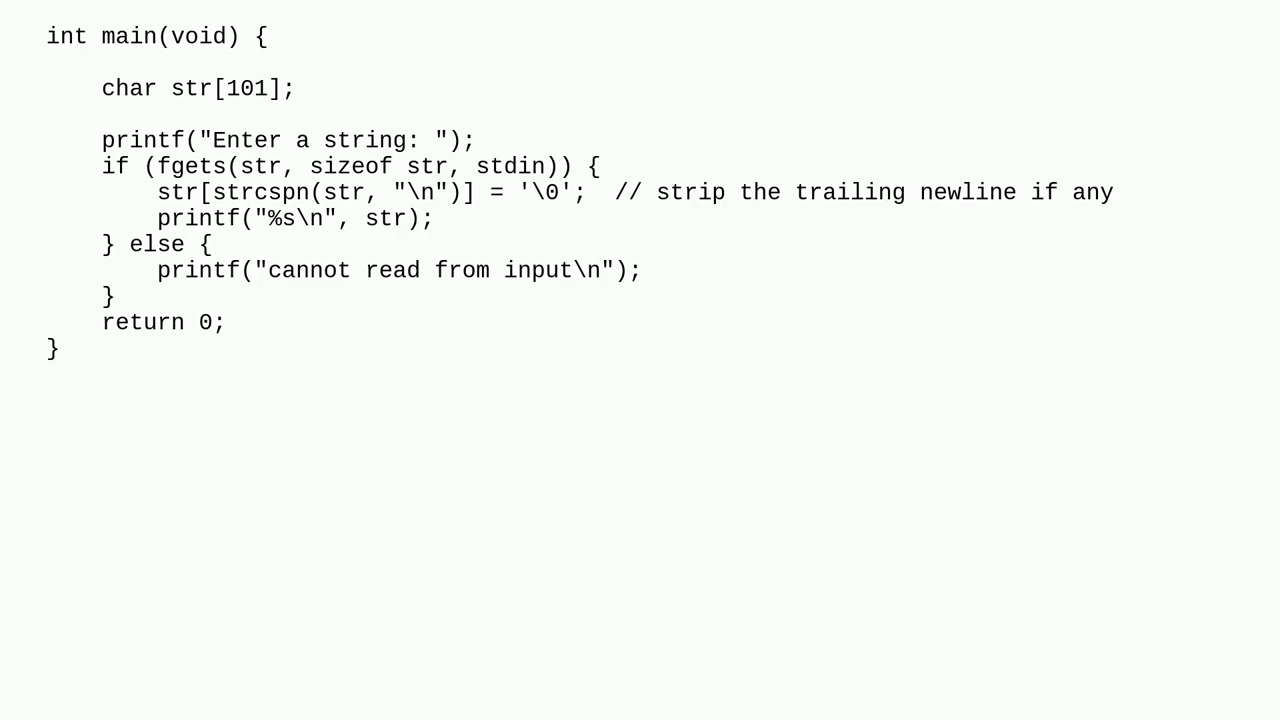 int main(void) {
    char str[101];
    printf("Enter a string: ");
    if (fgets(str, sizeof str, stdin)) {
        str[strcspn(str, "\n")] = '\0';  // strip the trailing newline if any
        printf("%s\n", str);
    } else {
        printf("cannot read from input\n");
    }
    return 0;
}